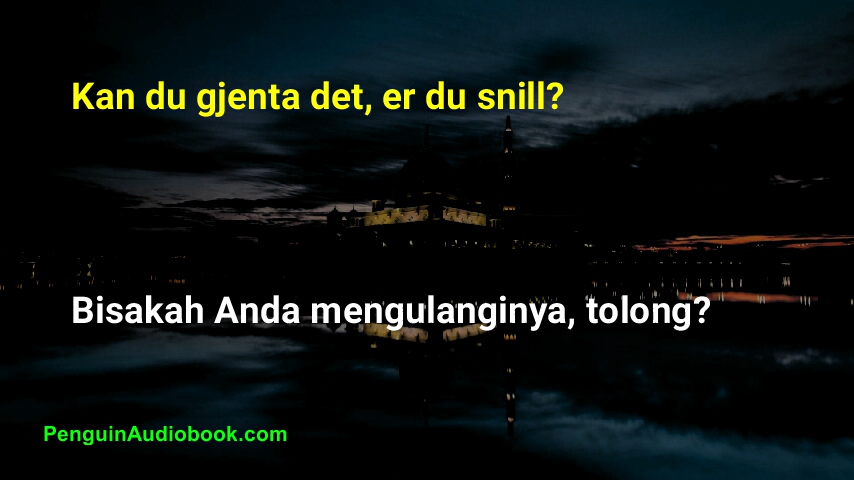 Kan du gjenta det, er du snill?
Bisakah Anda mengulanginya, tolong?
PenguinAudiobook.com